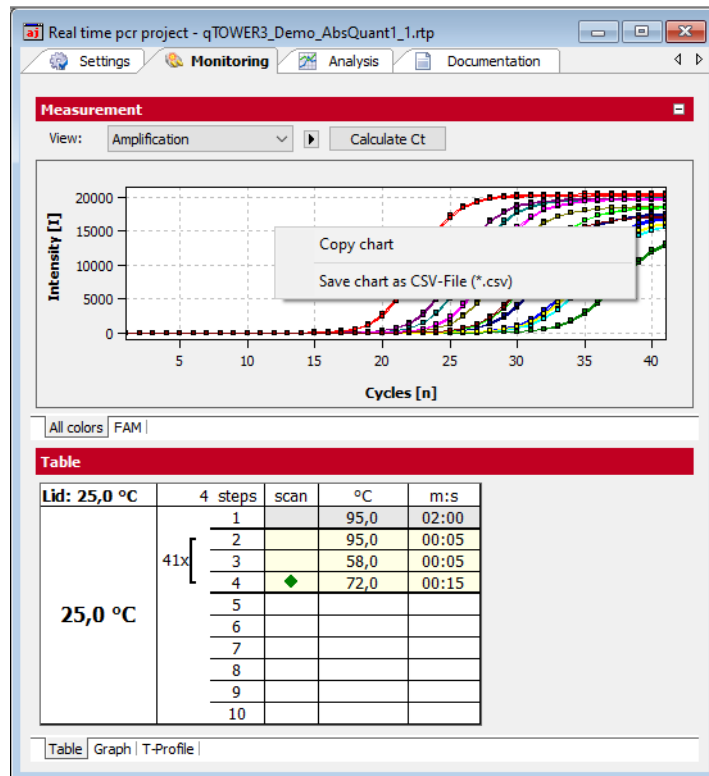 aj Real time pcr project - qTOWER3_Demo_AbsQuant1_1.rtp
Settings Monitoring Analysis Documentation
Measurement
View: Amplification Calculate Ct
Intensity [I]
20000
15000
10000
5000
0
Copy chart
Save chart as CSV-File (*.csv)
5 10 15 20 25 30 35 40
Cycles [n]
All colors FAM
Table
Lid: 25,0 °C 4 steps scan °C m:s
1 95,0 02:00
2 95,0 00:05
41x 3 58,0 00:05
4 72,0 00:15
5
25,0 °C
6
7
8
9
10
Table Graph T-Profile